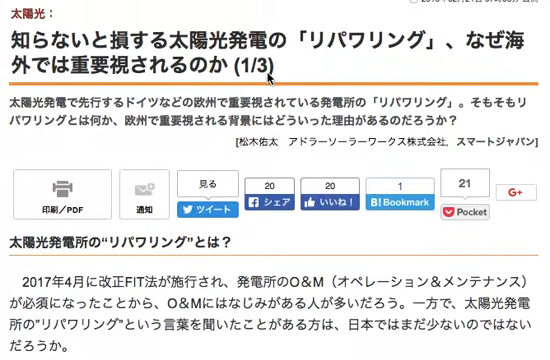 太陽光：
知らないと損する太陽光発電の「リパワリング」、なぜ海
外では重要視されるのか (1/3)
太陽光発電で先行するドイツなどの欧州で重要視されている発電所の「リパワリング」。そもそもリ
パワリングとは何か、欧州で重要視される背景にはどういった理由があるのだろうか？
[松木佑太　アドラーソーラーワークス株式会社, スマートジャパン]
印刷／PDF
通知
見る
ツイート
20
シェア
20
いいね！
1
B!Bookmark
21
Pocket
G+
太陽光発電所の“リパワリング”とは？
2017年4月に改正FIT法が施行され、発電所のO＆M（オペレーション＆メンテナンス）
が必須になったことから、O＆Mにはなじみがある人が多いだろう。一方で、太陽光発電
所の”リパワリング”という言葉を聞いたことがある方は、日本ではまだ少ないのではない
だろうか。